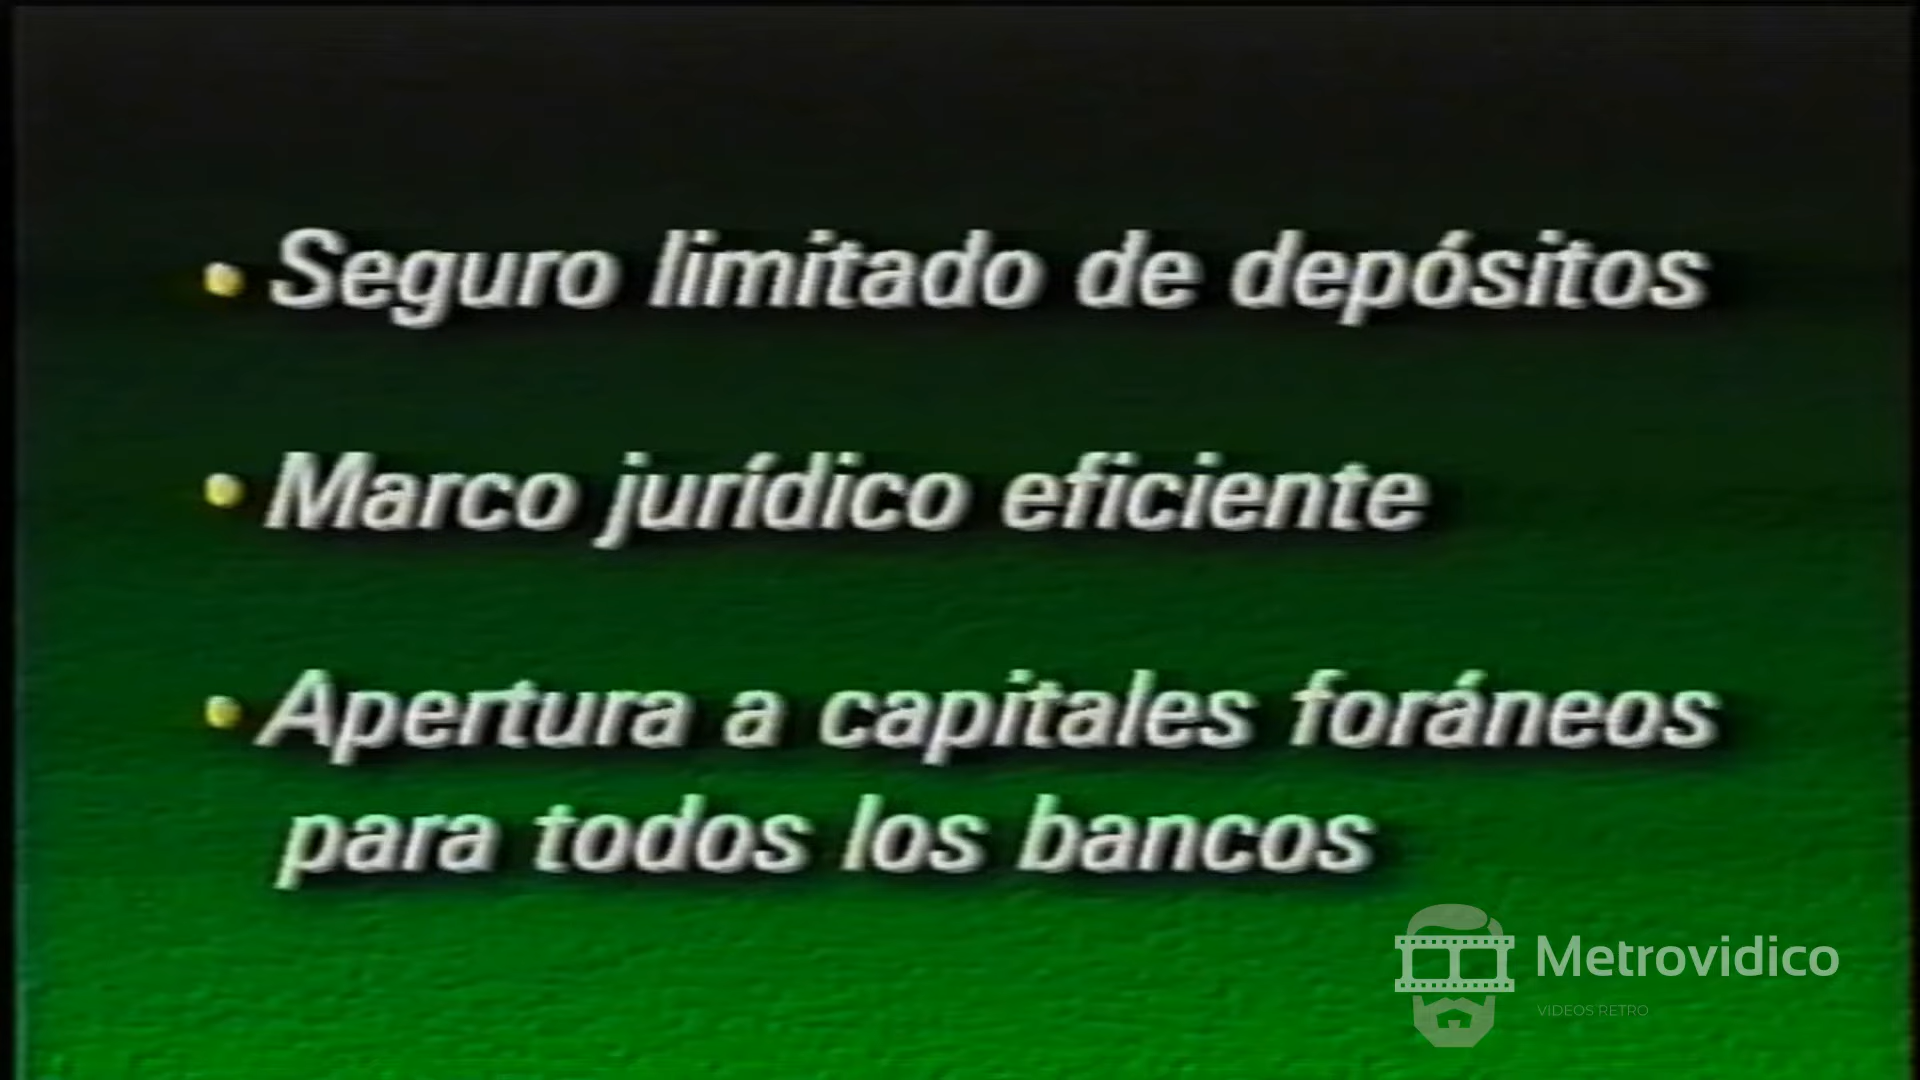 • Seguro limitado de depósitos
• Marco jurídico eficiente
• Apertura a capitales foráneos
para todos los bancos
Metrovidico
VIDEOS RETRO